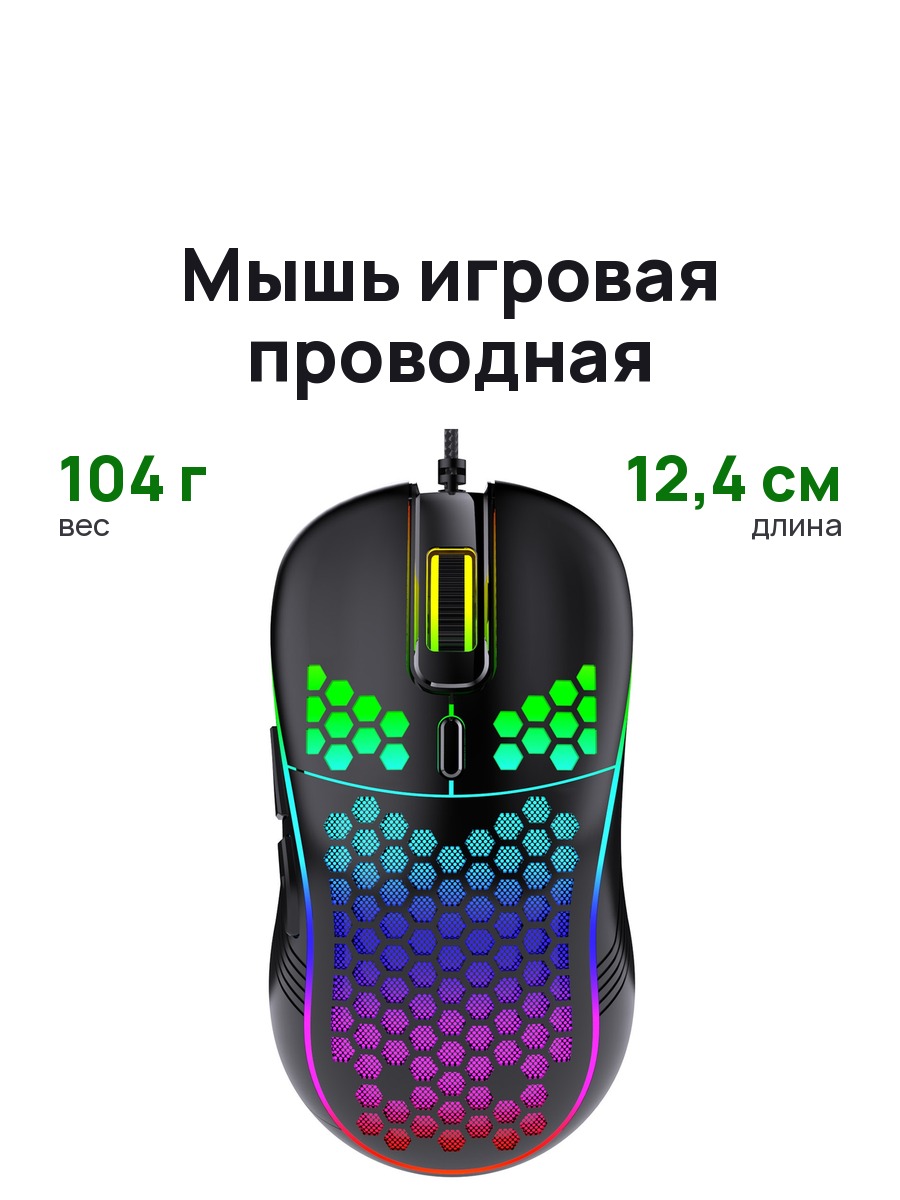 Мышь игровая
проводная
104 г
вес
12,4 см
длина